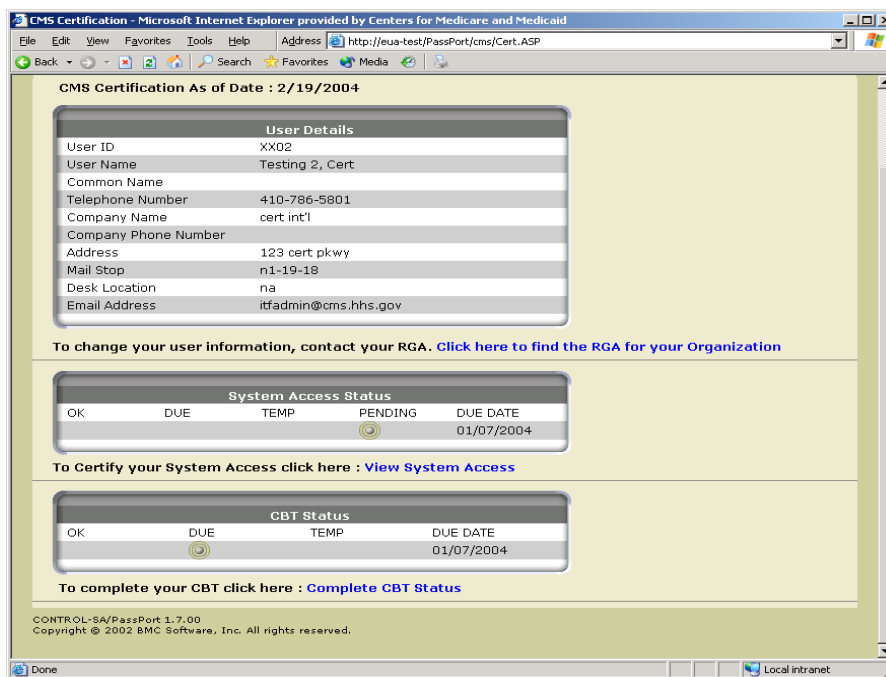 CMS Certification - Microsoft Internet Explorer provided by Centers for Medicare and Medicaid
File Edit View Favorites Tools Help Address http://eua-test/PassPort/cms/Cert.ASP
Back Search Favorites Media
CMS Certification As of Date : 2/19/2004
User Details
User ID XX02
User Name Testing 2, Cert
Common Name
Telephone Number 410-786-5801
Company Name cert int'l
Company Phone Number
Address 123 cert pkwy
Mail Stop n1-19-18
Desk Location na
Email Address itfadmin@cms.hhs.gov
To change your user information, contact your RGA. Click here to find the RGA for your Organization
System Access Status
OK DUE TEMP PENDING DUE DATE
01/07/2004
To Certify your System Access click here : View System Access
CBT Status
OK DUE TEMP DUE DATE
01/07/2004
To complete your CBT click here : Complete CBT Status
CONTROL-SA/PassPort 1.7.00
Copyright © 2002 BMC Software, Inc. All rights reserved.
Done Local intranet